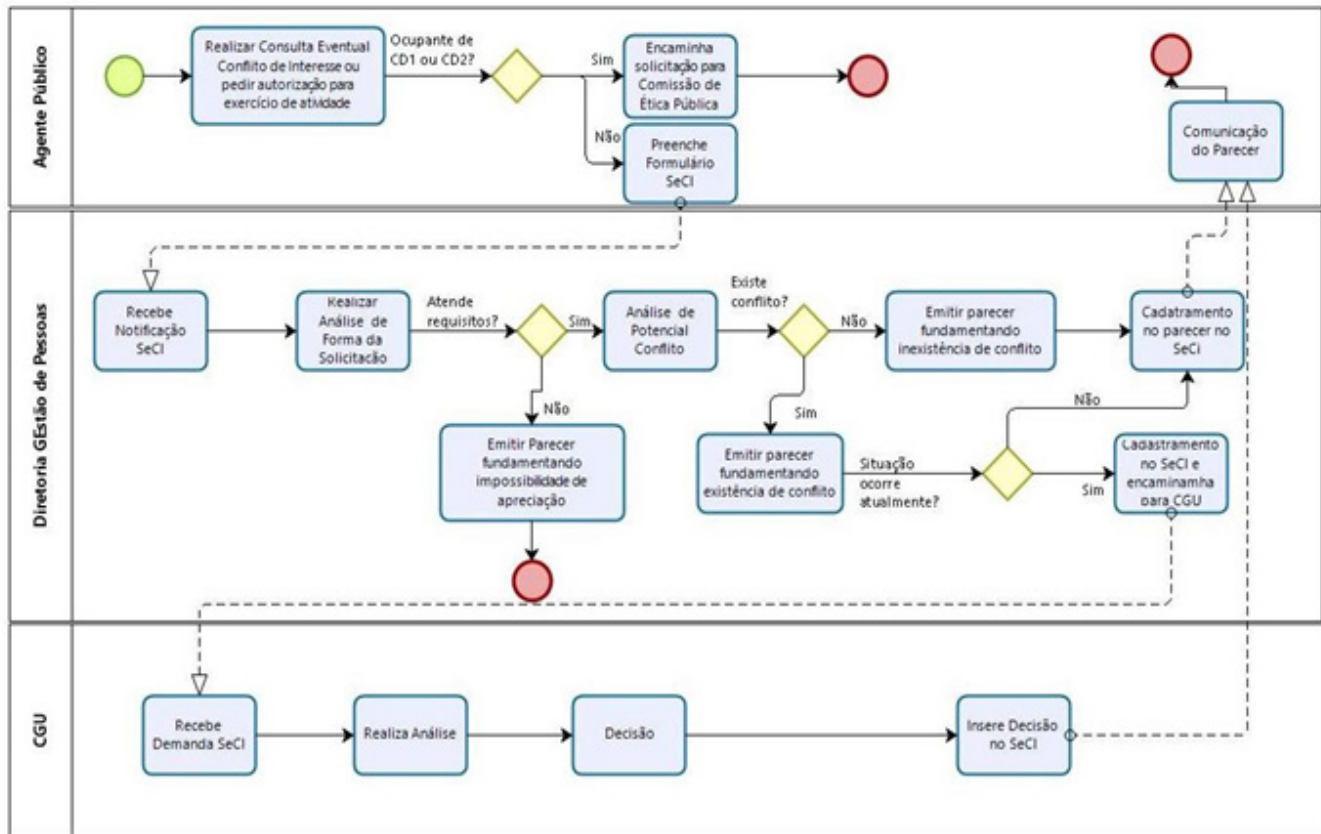 Agente Público
Realizar Consulta Eventual
Conflito de Interesse ou
pedir autorização para
exercício de atividade
Ocupante de
CD1 ou CD2?
Sim
Encaminha
solicitação para
Comissão de
Ética Pública
Não
Preenche
Formulário
SeCI
Comunicação
do Parecer
Diretoria GEstão de Pessoas
Recebe
Notificação
SeCI
Realizar
Análise de
Forma da
Solicitacão
Atende
requisitos?
Sim
Análise de
Potencial
Conflito
Existe
conflito?
Não
Emitir parecer
fundamentando
inexistência de conflito
Cadatramento
no parecer no
SeCi
Não
Emitir Parecer
fundamentando
impossibilidade de
apreciação
Sim
Emitir parecer
fundamentando
existência de conflito
Situação
ocorre
atualmente?
Não
Sim
Cadastramento
no SeCI e
encaminamha
para CGU
CGU
Recebe
Demanda SeCI
Realiza Análise
Decisão
Insere Decisão
no SeCI